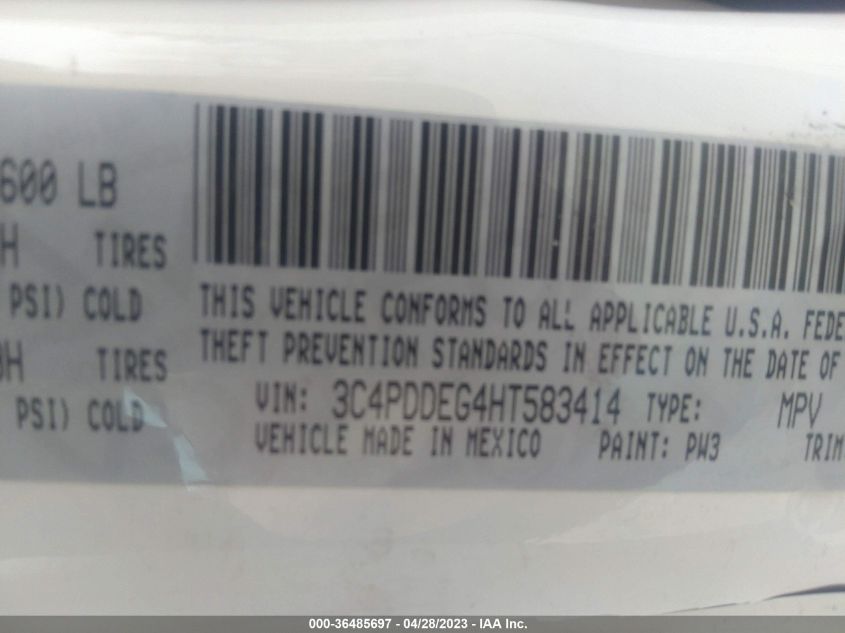 600 LB
H TIRES
PSI) COLD
0H TIRES
PSI) COLD
THIS VEHICLE CONFORMS TO ALL APPLICABLE U.S.A. FEDE
THEFT PREVENTION STANDARDS IN EFFECT ON THE DATE OF
VIN: 3C4PDDEG4HT583414 TYPE: MPV
VEHICLE MADE IN MEXICO PAINT: PW3 TRIM
000-36485697 - 04/28/2023 - IAA Inc.